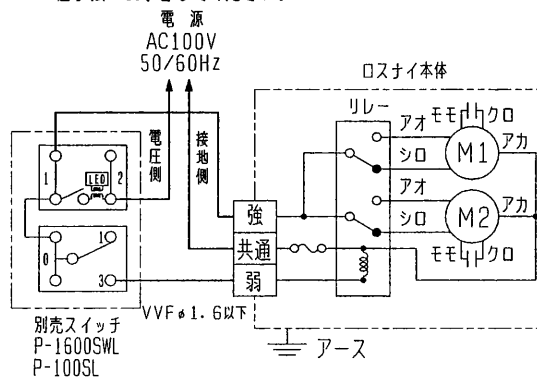 電源
AC100V
50/60Hz
ロスナイ本体
リレー
モモ
クロ
アオ
シロ
M1
アカ
アオ
シロ
M2
アカ
モモ
クロ
電圧側
接地側
1
LED
2
0
1
3
強
共通
弱
VVFφ1.6以下
別売スイッチ
P-1600SWL
P-100SL
アース